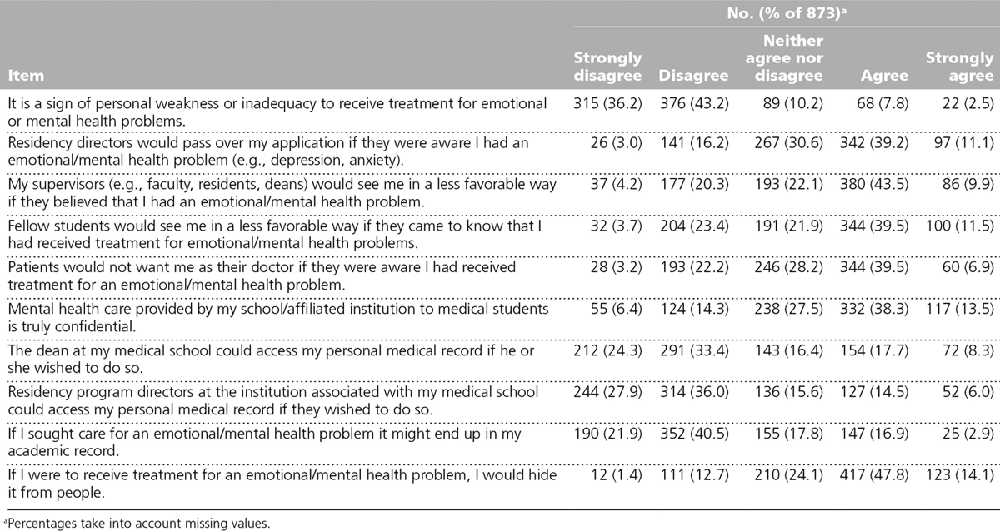 No. (% of 873)a
Item Strongly disagree Disagree Neither agree nor disagree Agree Strongly agree
It is a sign of personal weakness or inadequacy to receive treatment for emotional 315 (36.2) 376 (43.2) 89 (10.2) 68 (7.8) 22 (2.5)
or mental health problems.
Residency directors would pass over my application if they were aware I had an 26 (3.0) 141 (16.2) 267 (30.6) 342 (39.2) 97 (11.1)
emotional/mental health problem (e.g., depression, anxiety).
My supervisors (e.g., faculty, residents, deans) would see me in a less favorable way 37 (4.2) 177 (20.3) 193 (22.1) 380 (43.5) 86 (9.9)
if they believed that I had an emotional/mental health problem.
Fellow students would see me in a less favorable way if they came to know that I 32 (3.7) 204 (23.4) 191 (21.9) 344 (39.5) 100 (11.5)
had received treatment for emotional/mental health problems.
Patients would not want me as their doctor if they were aware I had received 28 (3.2) 193 (22.2) 246 (28.2) 344 (39.5) 60 (6.9)
treatment for an emotional/mental health problem.
Mental health care provided by my school/affiliated institution to medical students 55 (6.4) 124 (14.3) 238 (27.5) 332 (38.3) 117 (13.5)
is truly confidential.
The dean at my medical school could access my personal medical record if he or 212 (24.3) 291 (33.4) 143 (16.4) 154 (17.7) 72 (8.3)
she wished to do so.
Residency program directors at the institution associated with my medical school 244 (27.9) 314 (36.0) 136 (15.6) 127 (14.5) 52 (6.0)
could access my personal medical record if they wished to do so.
If I sought care for an emotional/mental health problem it might end up in my 190 (21.9) 352 (40.5) 155 (17.8) 147 (16.9) 25 (2.9)
academic record.
If I were to receive treatment for an emotional/mental health problem, I would hide 12 (1.4) 111 (12.7) 210 (24.1) 417 (47.8) 123 (14.1)
it from people.
aPercentages take into account missing values.